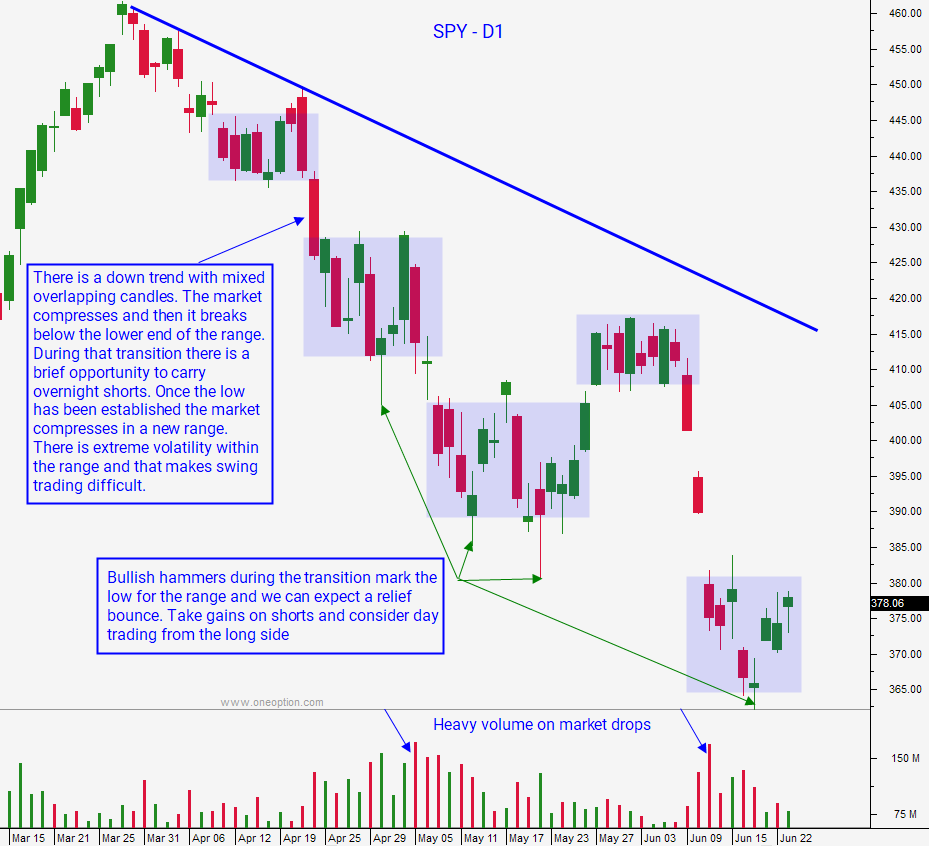 SPY - D1
460.00
455.00
450.00
445.00
440.00
435.00
430.00
425.00
420.00
415.00
410.00
405.00
400.00
395.00
390.00
385.00
380.00
378.06
375.00
370.00
365.00
There is a down trend with mixed
overlapping candles. The market
compresses and then it breaks
below the lower end of the range.
During that transition there is a
brief opportunity to carry
overnight shorts. Once the low
has been established the market
compresses in a new range.
There is extreme volatility within
the range and that makes swing
trading difficult.
Bullish hammers during the transition mark the
low for the range and we can expect a relief
bounce. Take gains on shorts and consider day
trading from the long side
www.oneoption.com
Heavy volume on market drops
150 M
75 M
Mar 15 Mar 21 Mar 25 Mar 31 Apr 06 Apr 12 Apr 19 Apr 25 Apr 29 May 05 May 11 May 17 May 23 May 27 Jun 03 Jun 09 Jun 15 Jun 22